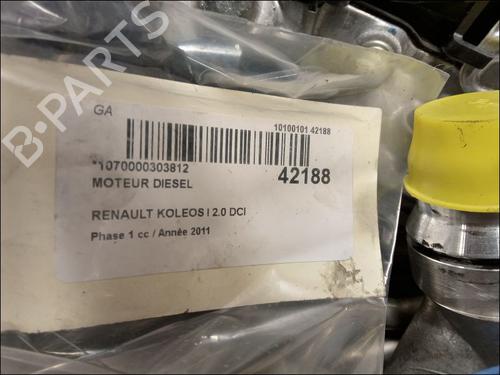 B-PARTS
GA
10100101 42188
*1070000303812
42188
MOTEUR DIESEL
RENAULT KOLEOS I 2.0 DCI
Phase 1 cc / Année 2011